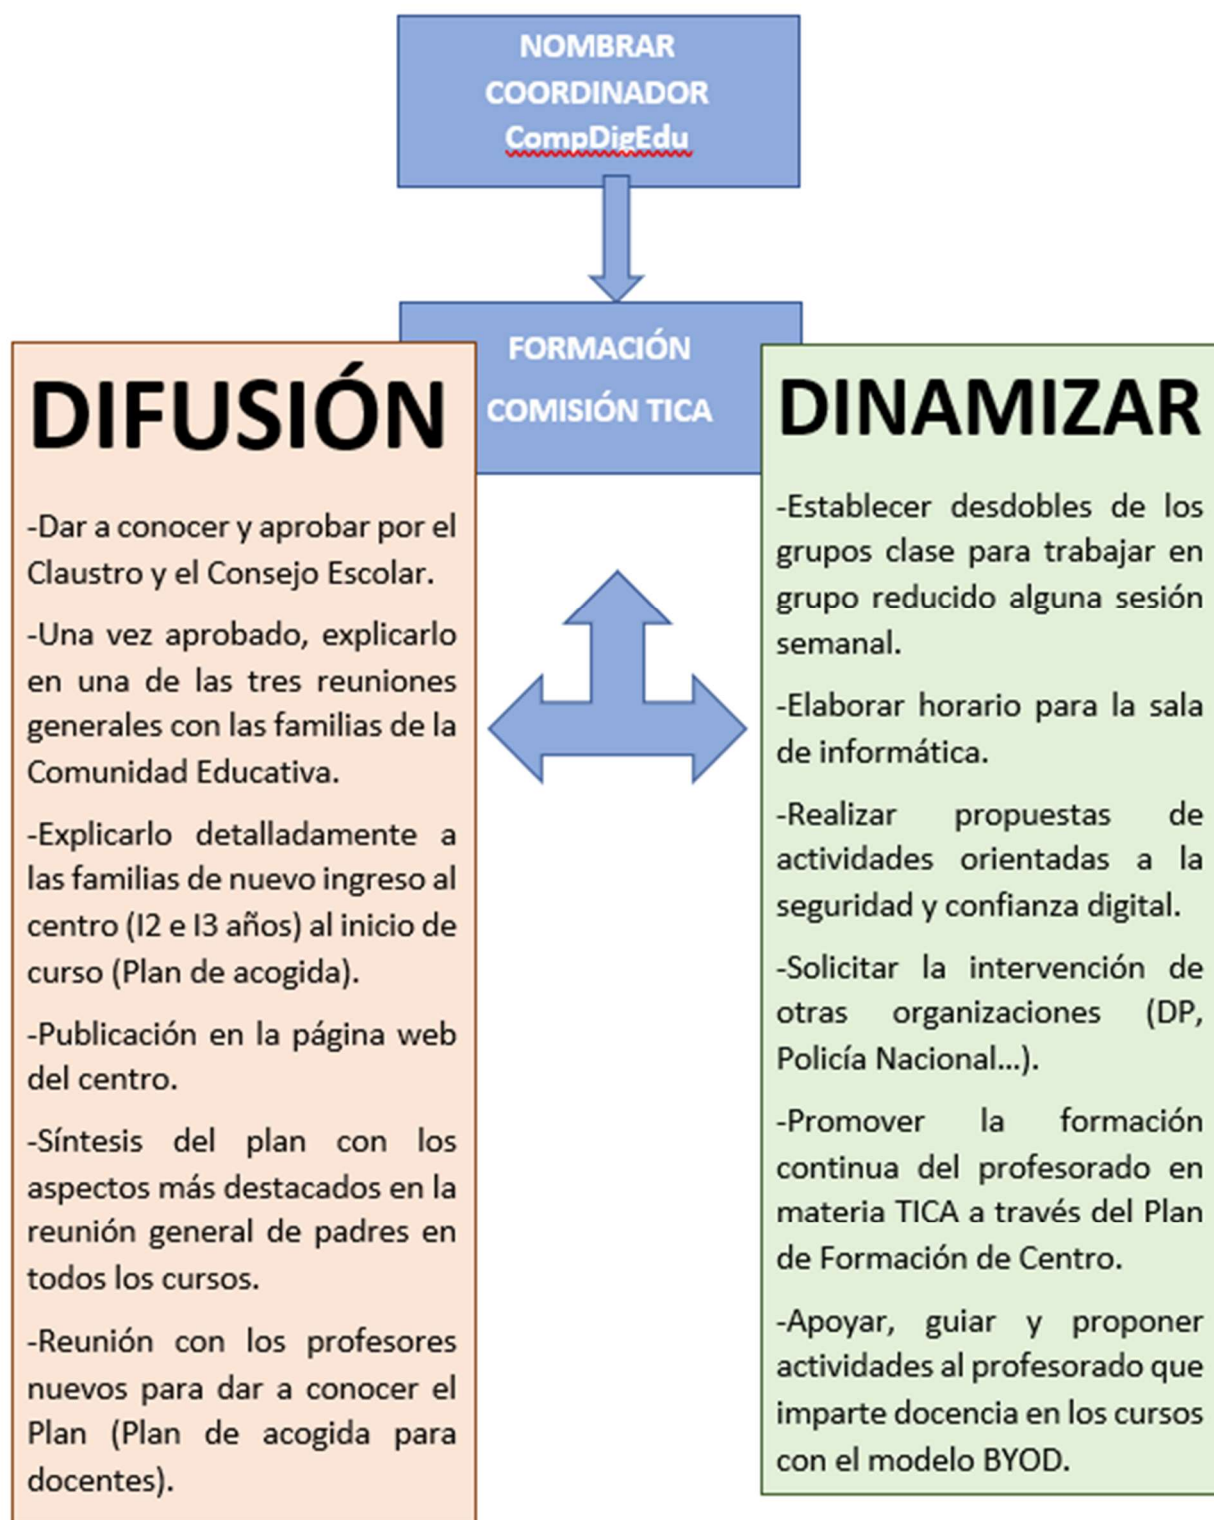 NOMBRAR
COORDINADOR
CompDigEdu
FORMACIÓN
COMISIÓN TICA
DIFUSIÓN
-Dar a conocer y aprobar por el
Claustro y el Consejo Escolar.
-Una vez aprobado, explicarlo
en una de las tres reuniones
generales con las familias de la
Comunidad Educativa.
-Explicarlo detalladamente a
las familias de nuevo ingreso al
centro (I2 e I3 años) al inicio de
curso (Plan de acogida).
-Publicación en la página web
del centro.
-Síntesis del plan con los
aspectos más destacados en la
reunión general de padres en
todos los cursos.
-Reunión con los profesores
nuevos para dar a conocer el
Plan (Plan de acogida para
docentes).
DINAMIZAR
-Establecer desdobles de los
grupos clase para trabajar en
grupo reducido alguna sesión
semanal.
-Elaborar horario para la sala
de informática.
-Realizar propuestas de
actividades orientadas a la
seguridad y confianza digital.
-Solicitar la intervención de
otras organizaciones (DP,
Policía Nacional...).
-Promover la formación
continua del profesorado en
materia TICA a través del Plan
de Formación de Centro.
-Apoyar, guiar y proponer
actividades al profesorado que
imparte docencia en los cursos
con el modelo BYOD.